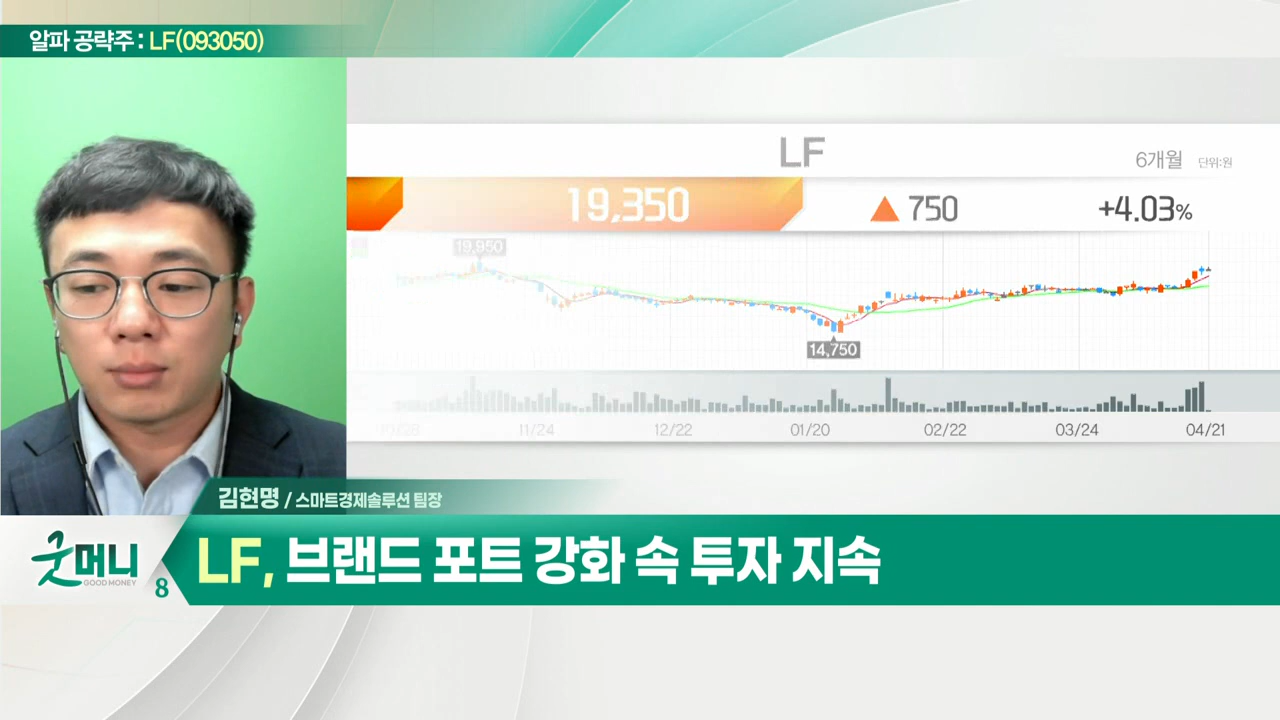 알파 공략주 : LF(093050)
LF
6개월 단위:원
19,350
▲ 750
+4.03%
19,950
14,750
10/28 11/24 12/22 01/20 02/22 03/24 04/21
김현명 / 스마트경제솔루션 팀장
굿머니
GOOD MONEY
8
LF, 브랜드 포트 강화 속 투자 지속